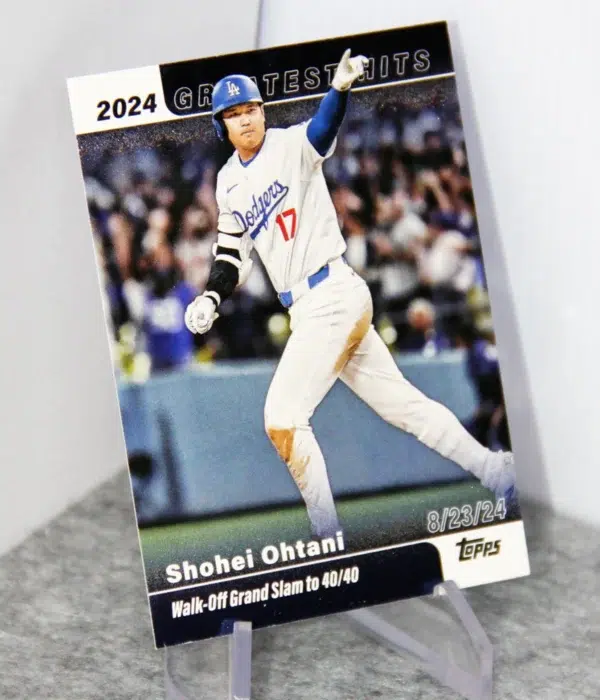 2024 GREATEST HITS
LA
Dodgers
17
8/23/24
Shohei Ohtani
Topps
Walk-Off Grand Slam to 40/40